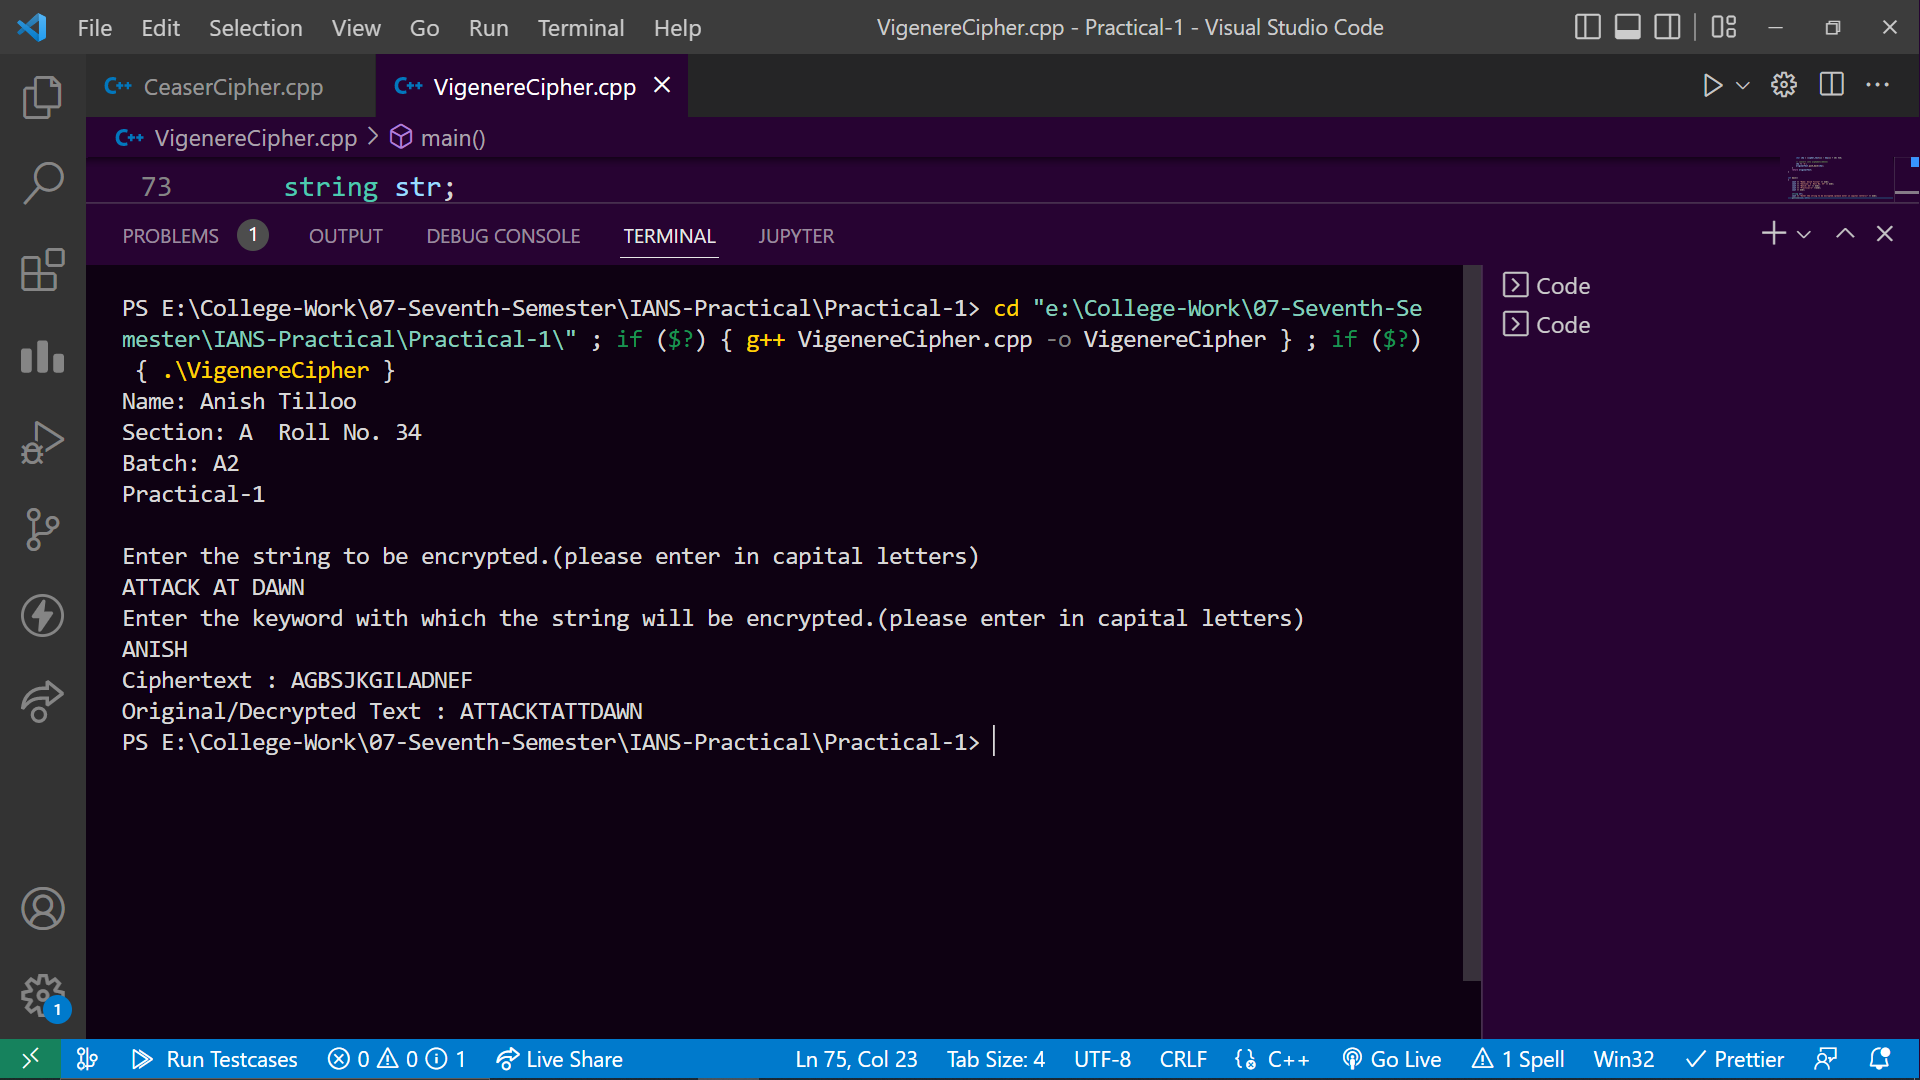 File Edit Selection View Go Run Terminal Help VigenereCipher.cpp - Practical-1 - Visual Studio Code
C++ CeaserCipher.cpp C++ VigenereCipher.cpp
C++ VigenereCipher.cpp > main()
73 string str;
PROBLEMS 1 OUTPUT DEBUG CONSOLE TERMINAL JUPYTER
PS E:\College-Work\07-Seventh-Semester\IANS-Practical\Practical-1> cd "e:\College-Work\07-Seventh-Se
mester\IANS-Practical\Practical-1\" ; if ($?) { g++ VigenereCipher.cpp -o VigenereCipher } ; if ($?)
{ .\VigenereCipher }
Name: Anish Tilloo
Section: A  Roll No. 34
Batch: A2
Practical-1
Enter the string to be encrypted.(please enter in capital letters)
ATTACK AT DAWN
Enter the keyword with which the string will be encrypted.(please enter in capital letters)
ANISH
Ciphertext : AGBSJKGILADNEF
Original/Decrypted Text : ATTACKTATTDAWN
PS E:\College-Work\07-Seventh-Semester\IANS-Practical\Practical-1>
Code
Code
1
Run Testcases 0 0 1 Live Share Ln 75, Col 23 Tab Size: 4 UTF-8 CRLF C++ Go Live 1 Spell Win32 Prettier